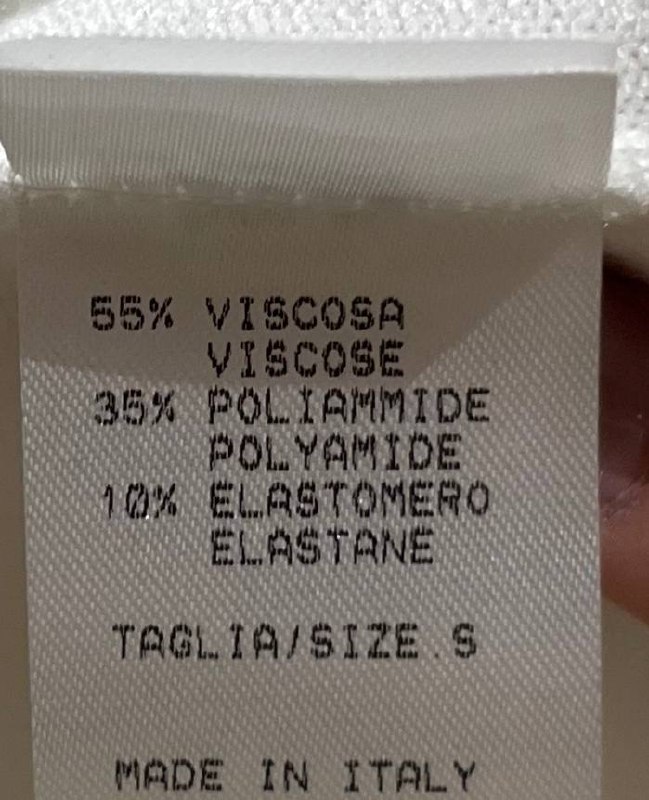 55% VISCOSA
VISCOSE
35% POLIAMMIDE
POLYAMIDE
10% ELASTOMERO
ELASTANE
TAGLIA/SIZE.S
MADE IN ITALY